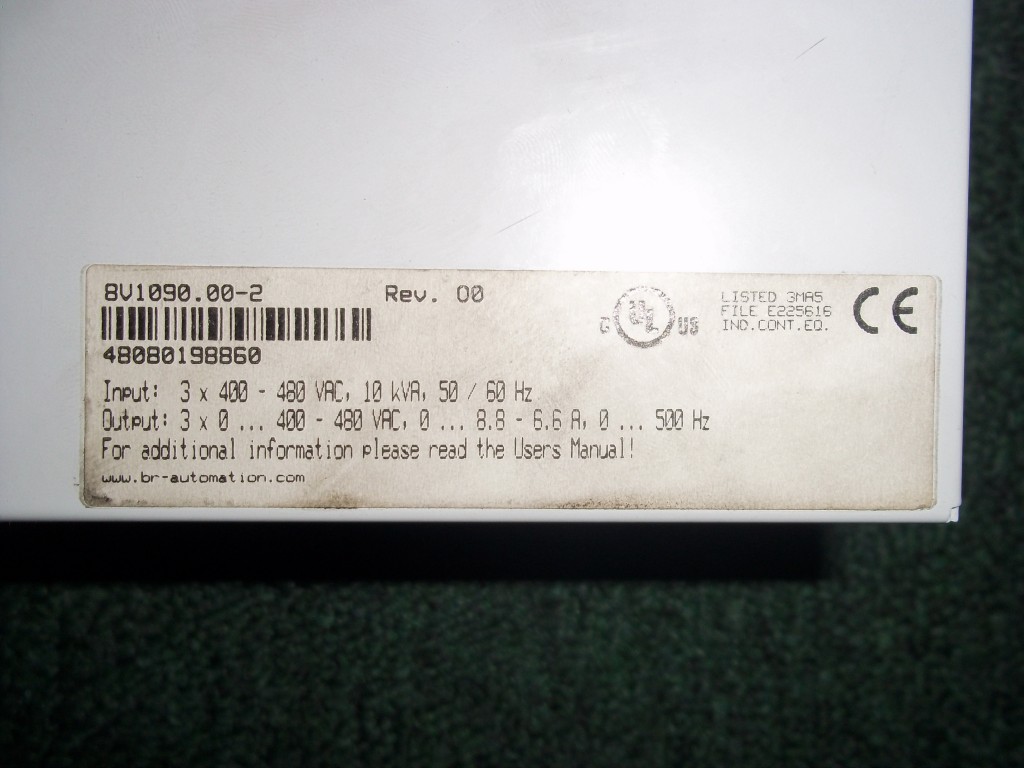 8V1090.00-2 Rev. 00
48080198860
Input: 3 x 400 - 480 VAC, 10 kVA, 50 / 60 Hz
Output: 3 x 0 ... 400 - 480 VAC, 0 ... 8.8 - 6.6 A, 0 ... 500 Hz
For additional information please read the Users Manual!
www.br-automation.com
C UL US
LISTED 3MA5
FILE E225616
IND.CONT.EQ.
CE